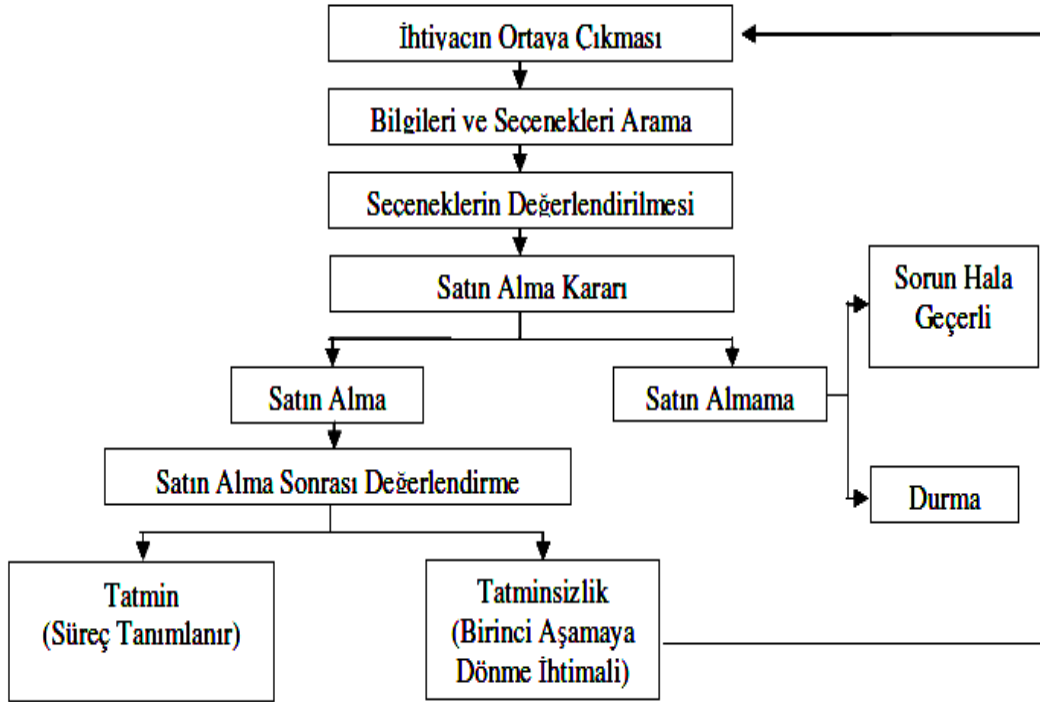 İhtiyacın Ortaya Çıkması
Bilgileri ve Seçenekleri Arama
Seçeneklerin Değerlendirilmesi
Satın Alma Kararı
Sorun Hala
Geçerli
Satın Alma
Satın Almama
Satın Alma Sonrası Değerlendirme
Durma
Tatmin
(Süreç Tanımlanır)
Tatminsizlik
(Birinci Aşamaya
Dönme İhtimali)